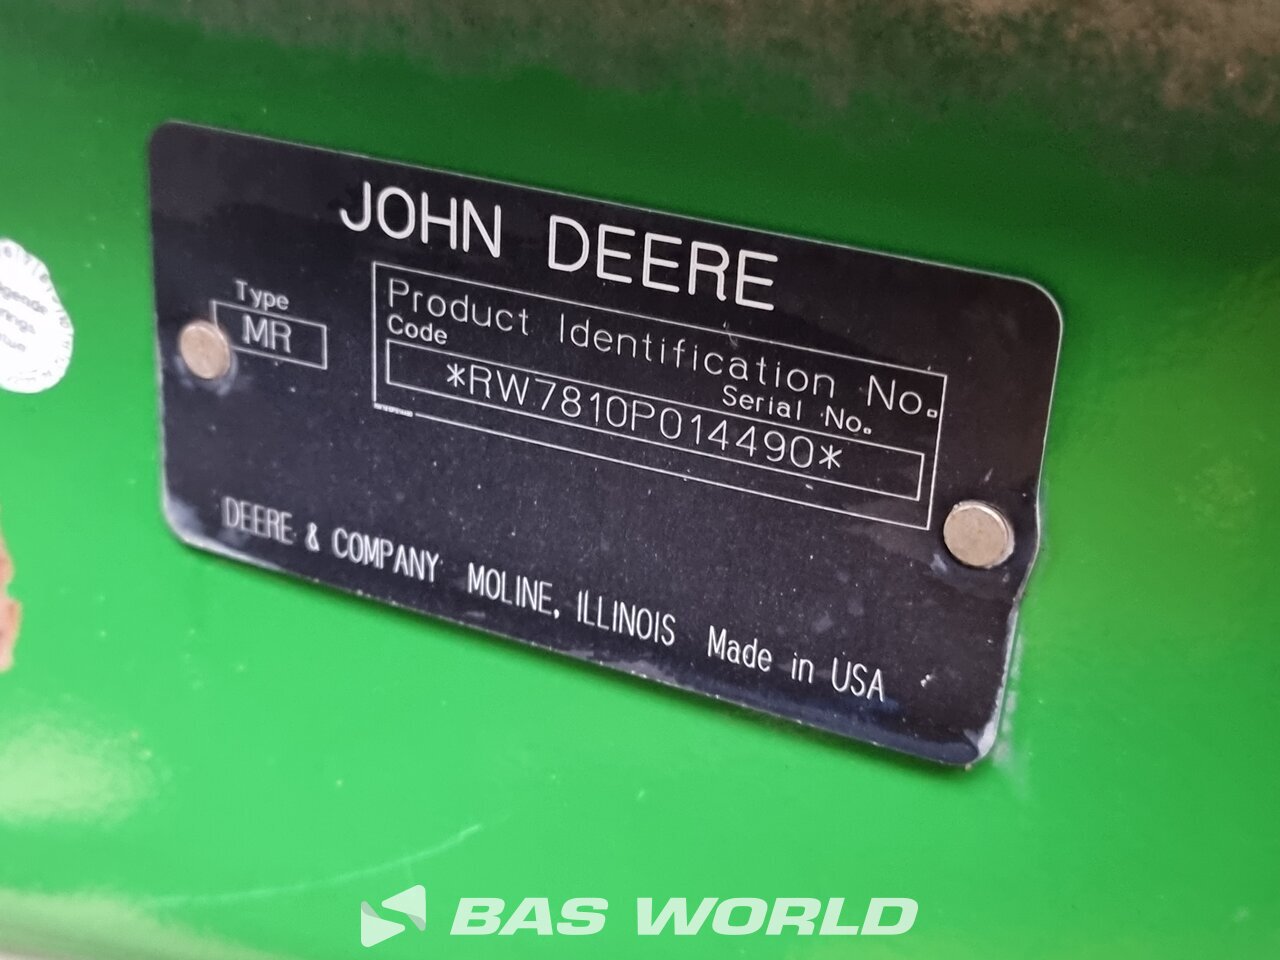 JOHN DEERE
Type
MR
Product Identification No.
Code
Serial No.
*RW7810P014490*
DEERE & COMPANY MOLINE, ILLINOIS Made in USA
BAS WORLD